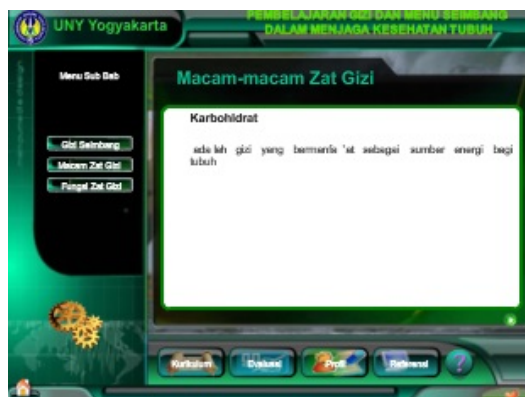 UNY Yogyakarta
PEMBELAJARAN GIZI DAN MENU SEIMBANG
DALAM MENJAGA KESEHATAN TUBUH
Menu Sub Bab
Gizi Seimbang
Macam Zat Gizi
Fungsi Zat Gizi
Macam-macam Zat Gizi
Karbohidrat
adalah gizi yang bermanfa'at sebagai sumber energi bagi
tubuh
Kurikulum
Evaluasi
Profil
Referensi
?